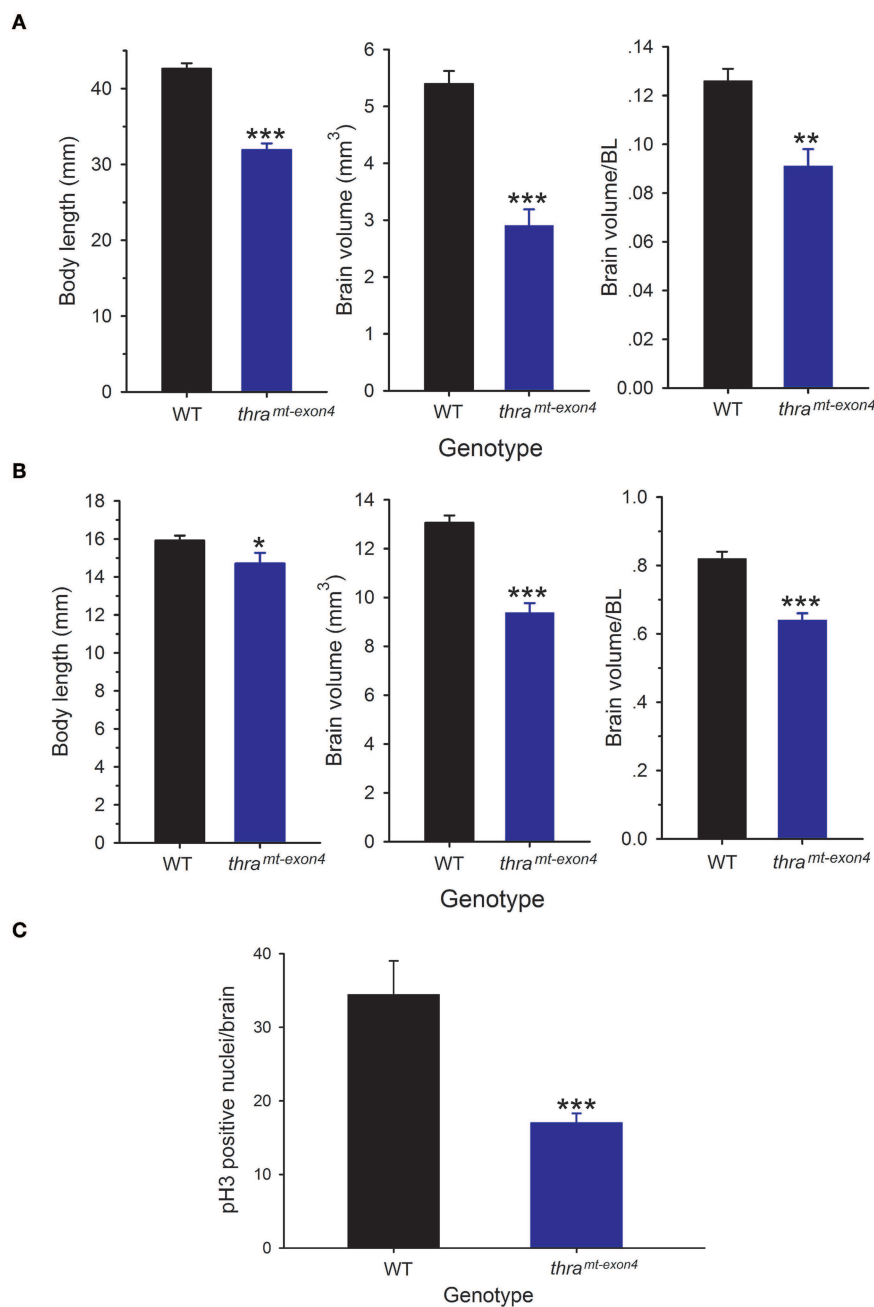 A
Body length (mm)
40
30
20
10
0
***
WT
thra mt-exon4
Brain volume (mm3)
6
5
4
3
2
1
0
***
WT
thra mt-exon4
Brain volume/BL
.12
.10
.08
.06
.04
.02
0.00
**
WT
thra mt-exon4
Genotype
B
Body length (mm)
18
16
14
12
10
8
6
4
2
0
*
WT
thra mt-exon4
Brain volume (mm3)
14
12
10
8
6
4
2
0
***
WT
thra mt-exon4
Brain volume/BL
1.0
.8
.6
.4
.2
0.0
***
WT
thra mt-exon4
Genotype
C
pH3 positive nuclei/brain
40
30
20
10
0
***
WT
thra mt-exon4
Genotype